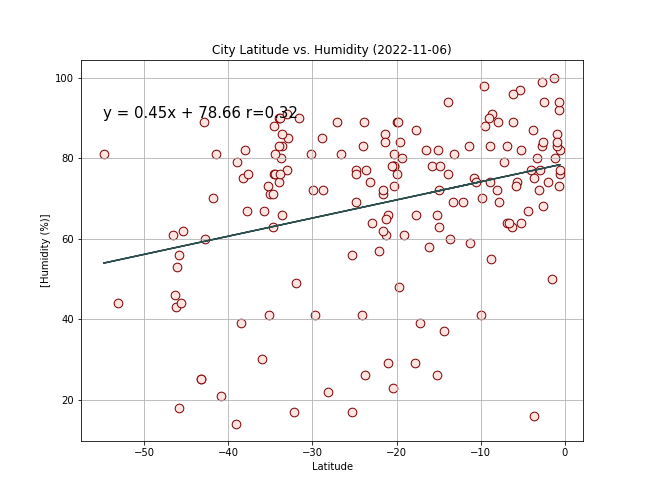 City Latitude vs. Humidity (2022-11-06)
100
y = 0.45x + 78.66 r=0.32
80
60
[Humidity (%)]
40
20
−50 −40 −30 −20 −10 0
Latitude